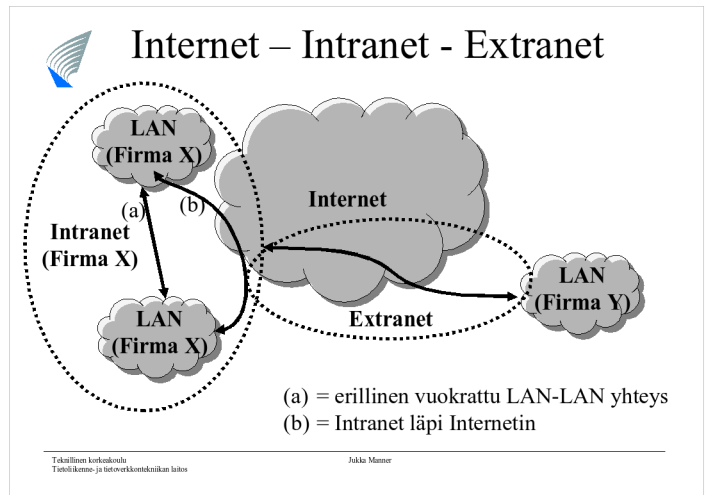 Internet – Intranet - Extranet
LAN
(Firma X)
(a)
(b)
Internet
Intranet
(Firma X)
LAN
(Firma Y)
LAN
(Firma X)
Extranet
(a) = erillinen vuokrattu LAN-LAN yhteys
(b) = Intranet läpi Internetin
Teknillinen korkeakoulu
Tietoliikenne- ja tietoverkkotekniikan laitos
Jukka Manner